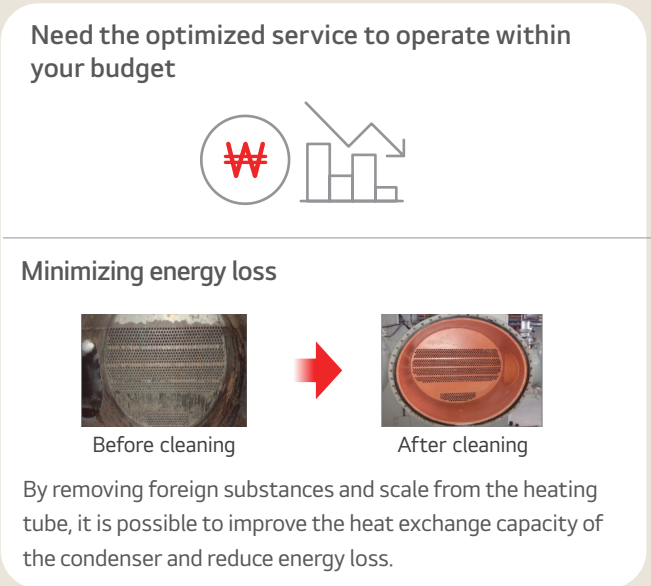 Need the optimized service to operate within
your budget
₩
Minimizing energy loss
Before cleaning
After cleaning
By removing foreign substances and scale from the heating
tube, it is possible to improve the heat exchange capacity of
the condenser and reduce energy loss.